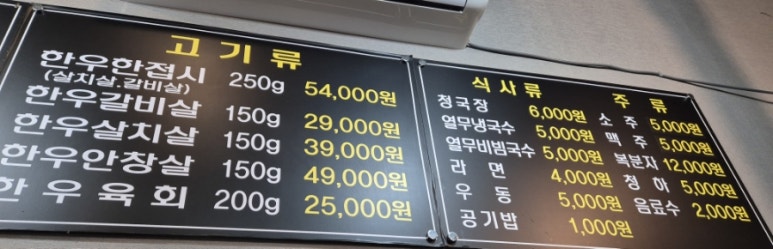 고기류
한우한접시 250g 54,000원
(살치살.갈비살)
한우갈비살 150g 29,000원
한우살치살 150g 39,000원
한우안창살 150g 49,000원
한우육회 200g 25,000원
식사류 주류
청국장 6,000원 소주 5,000원
열무냉국수 5,000원 맥주 5,000원
열무비빔국수 5,000원 복분자 12,000원
라면 4,000원 청하 5,000원
우동 5,000원 음료수 2,000원
공기밥 1,000원